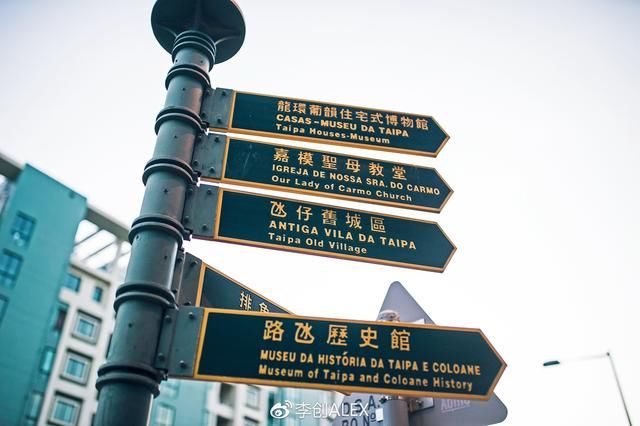 龍環葡韻住宅式博物館
CASAS-MUSEU DA TAIPA
Taipa Houses-Museum
嘉模聖母教堂
IGREJA DE NOSSA SRA. DO CARMO
Our Lady of Carmo Church
氹仔舊城區
ANTIGA VILA DA TAIPA
Taipa Old Village
排角
路氹歷史館
MUSEU DA HISTÓRIA DA TAIPA E COLOANE
Museum of Taipa and Coloane History
李创ALEX